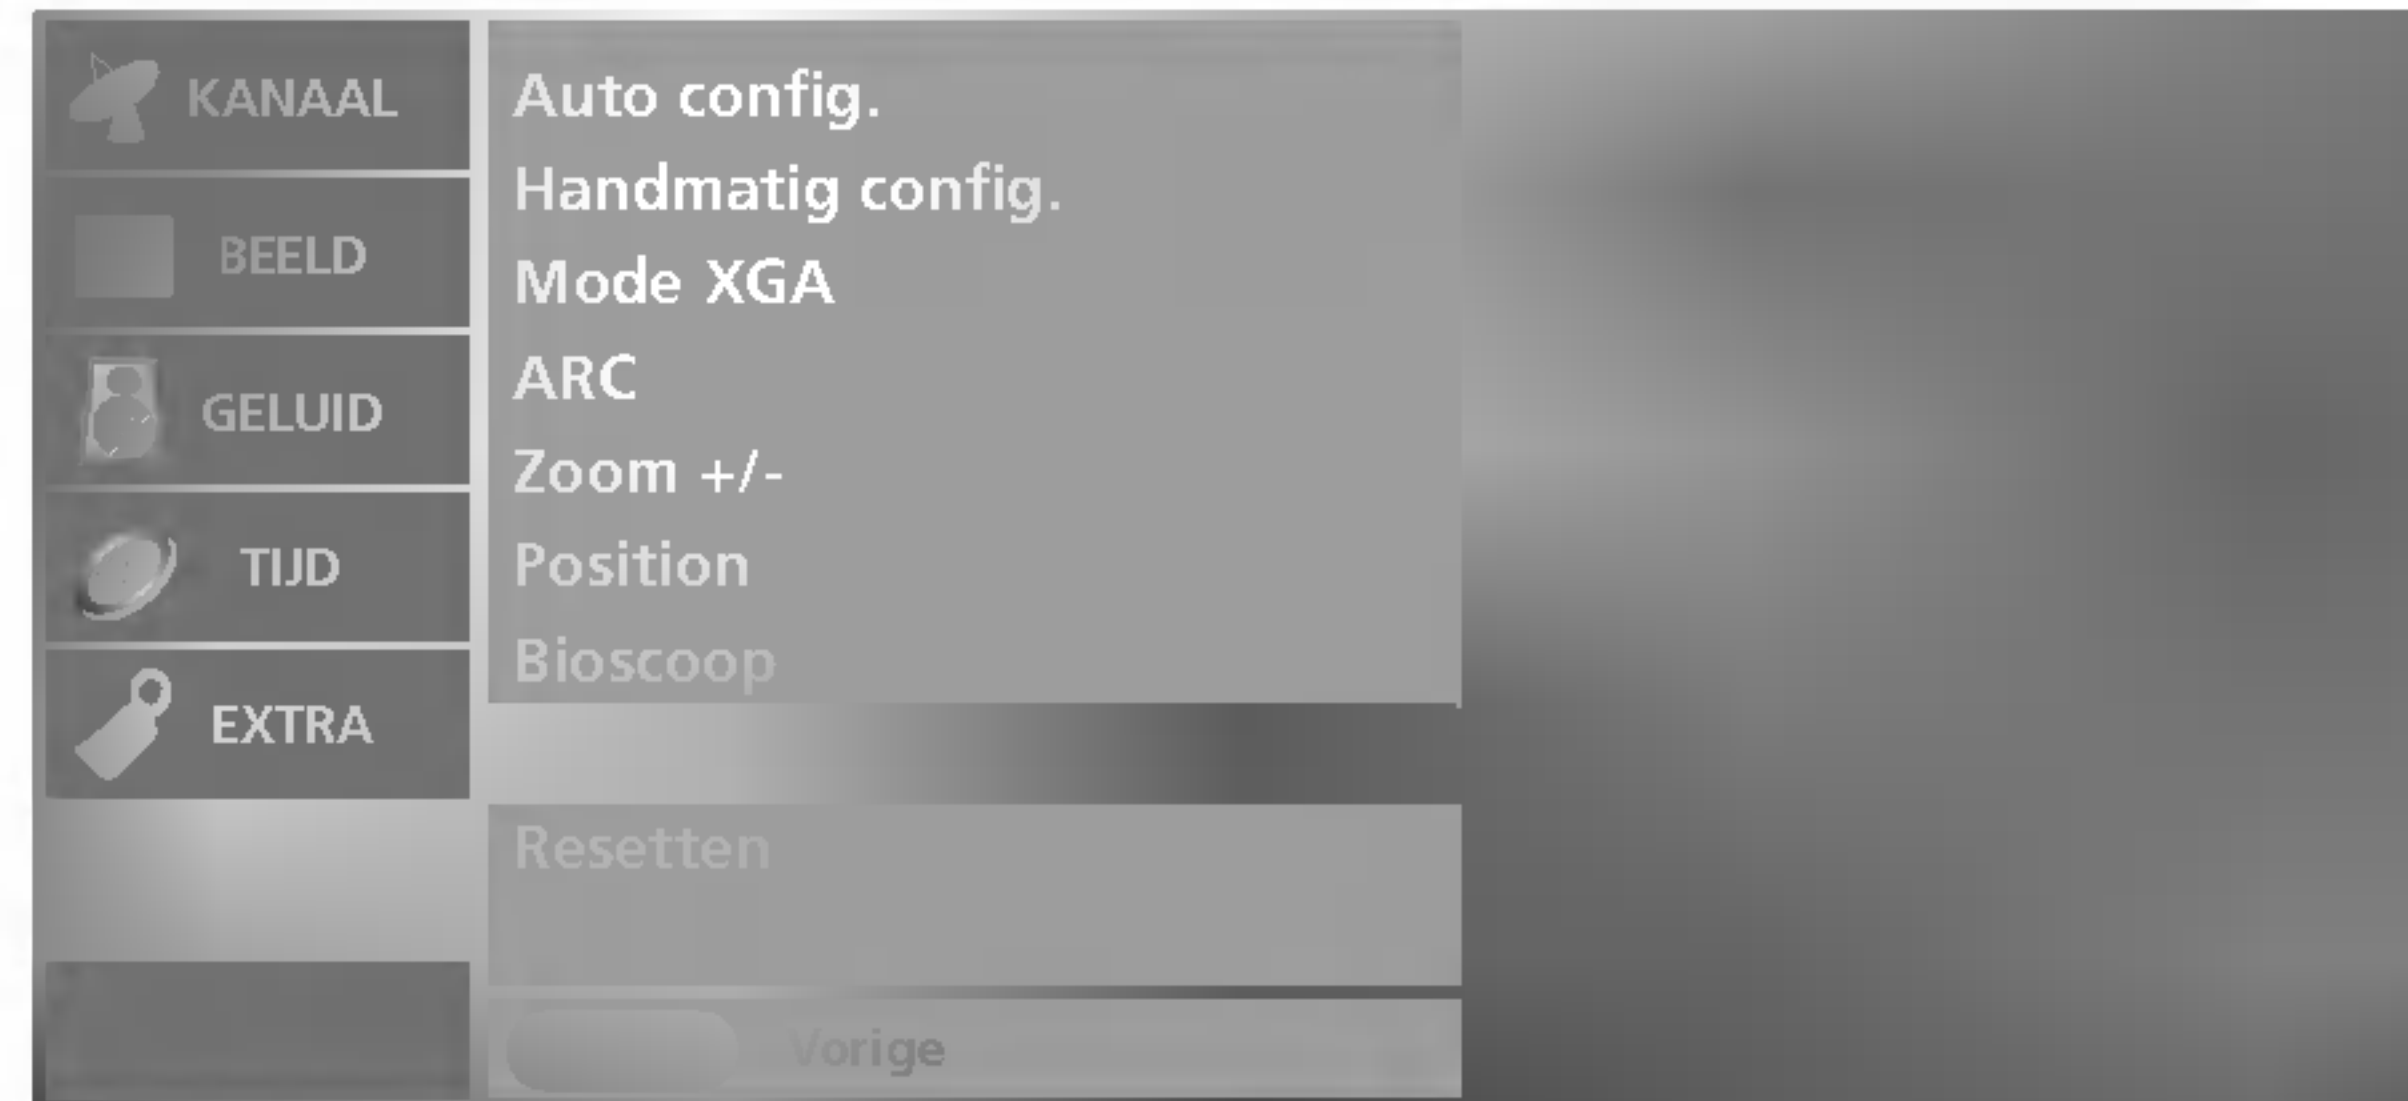 KANAAL
BEELD
GELUID
TIJD
EXTRA
Auto config.
Handmatig config.
Mode XGA
ARC
Zoom +/-
Position
Bioscoop
Resetten
Vorige